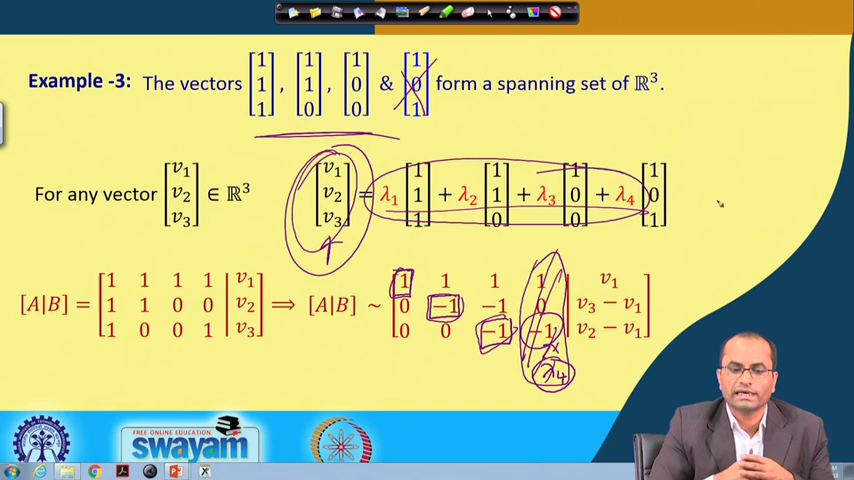 Example -3: The vectors [1 1 1], [1 1 0], [1 0 0] & [1 0 1] form a spanning set of ℝ³.
For any vector [v₁ v₂ v₃] ∈ ℝ³ [v₁ v₂ v₃] = λ₁ [1 1 1] + λ₂ [1 1 0] + λ₃ [1 0 0] + λ₄ [1 0 1]
[A|B] = [1 1 1 1 | v₁
1 1 0 0 | v₂
1 0 0 1 | v₃]
⟹ [A|B] ~ [1 1 1 1 | v₁
0 −1 −1 0 | v₃ − v₁
0 0 −1 −1 | v₂ − v₁]
λ₄
FREE ONLINE EDUCATION
swayam